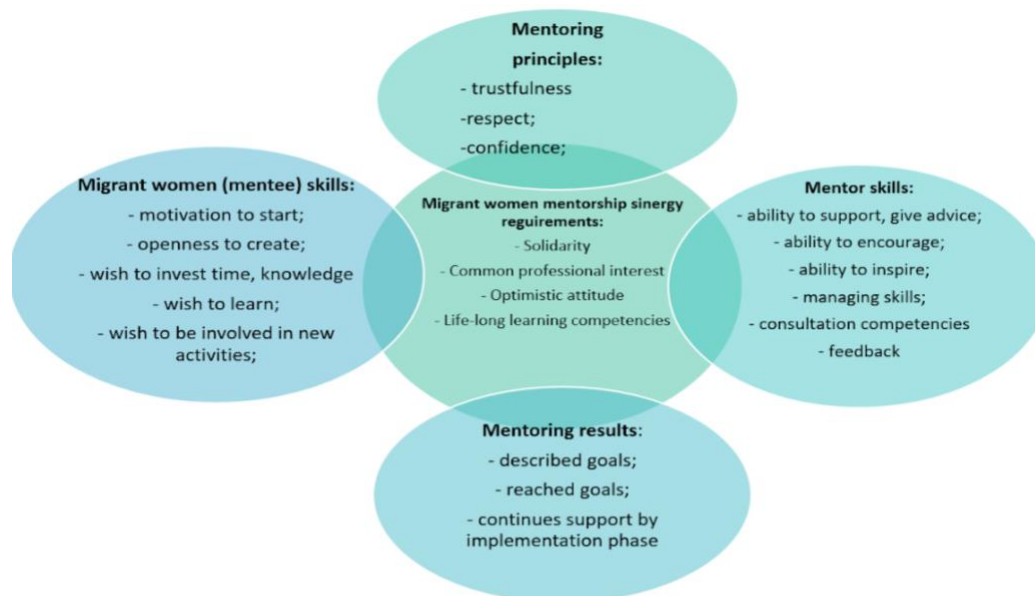 Mentoring
principles:
- trustfulness
-respect;
-confidence;
Migrant women (mentee) skills:
- motivation to start;
- openness to create;
- wish to invest time, knowledge
- wish to learn;
- wish to be involved in new
activities;
Migrant women mentorship sinergy
reguirements:
- Solidarity
- Common professional interest
- Optimistic attitude
- Life-long learning competencies
Mentor skills:
- ability to support, give advice;
- ability to encourage;
- ability to inspire;
- managing skills;
- consultation competencies
- feedback
Mentoring results:
- described goals;
- reached goals;
- continues support by
implementation phase